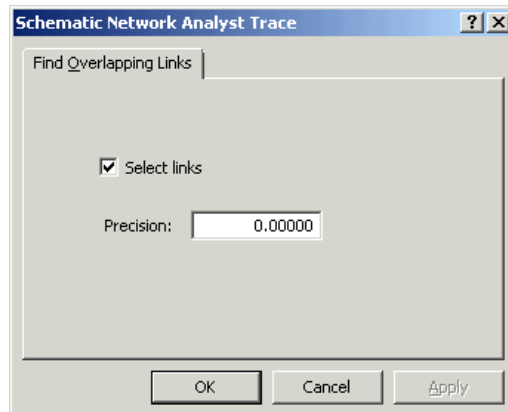 Schematic Network Analyst Trace
Find Overlapping Links
Select links
Precision: 0.00000
OK Cancel Apply